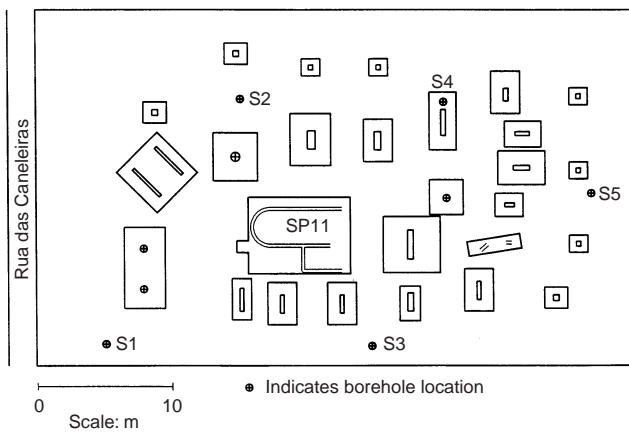 Rua das Caneleiras
S2
S4
S5
SP11
S1
S3
0 10
Scale: m
Indicates borehole location